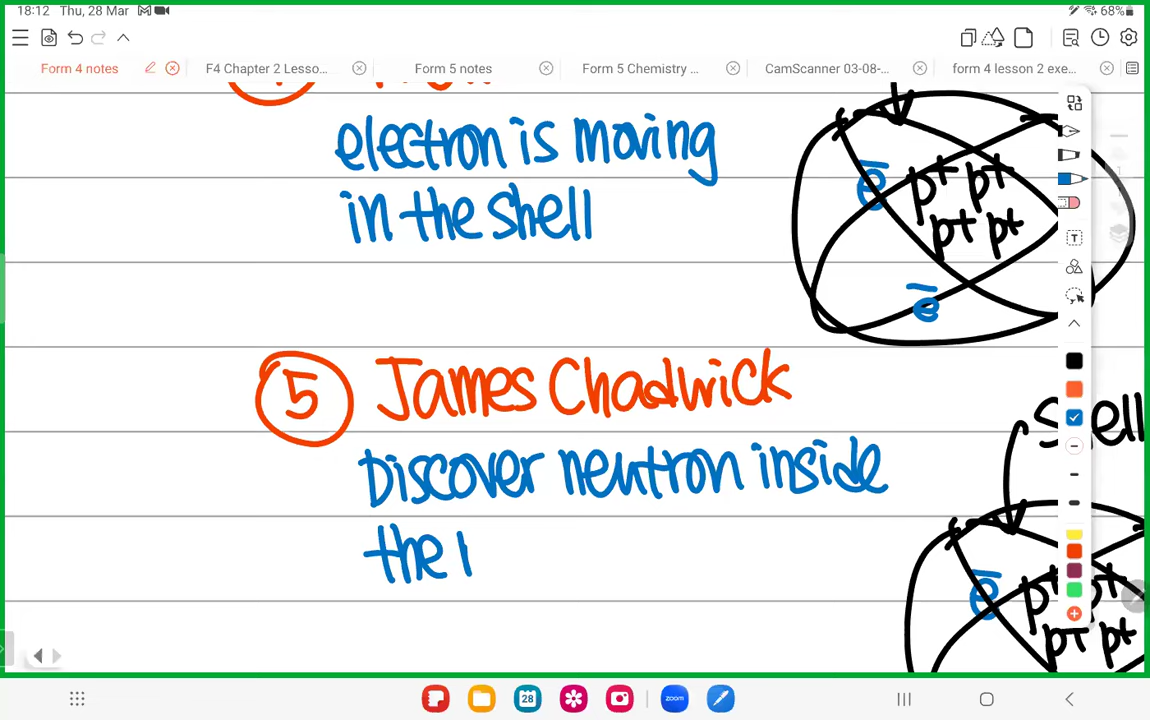 18:12 Thu, 28 Mar
68%
Form 4 notes
F4 Chapter 2 Lesso...
Form 5 notes
Form 5 Chemistry ...
CamScanner 03-08-...
form 4 lesson 2 exe...
electron is moving
in the shell
e̅
p+ p+
p+ p+
e̅
5 James Chadwick
Shell
Discover neutron inside
the
e̅
p+ p+
p+ p+
T
28
zoom